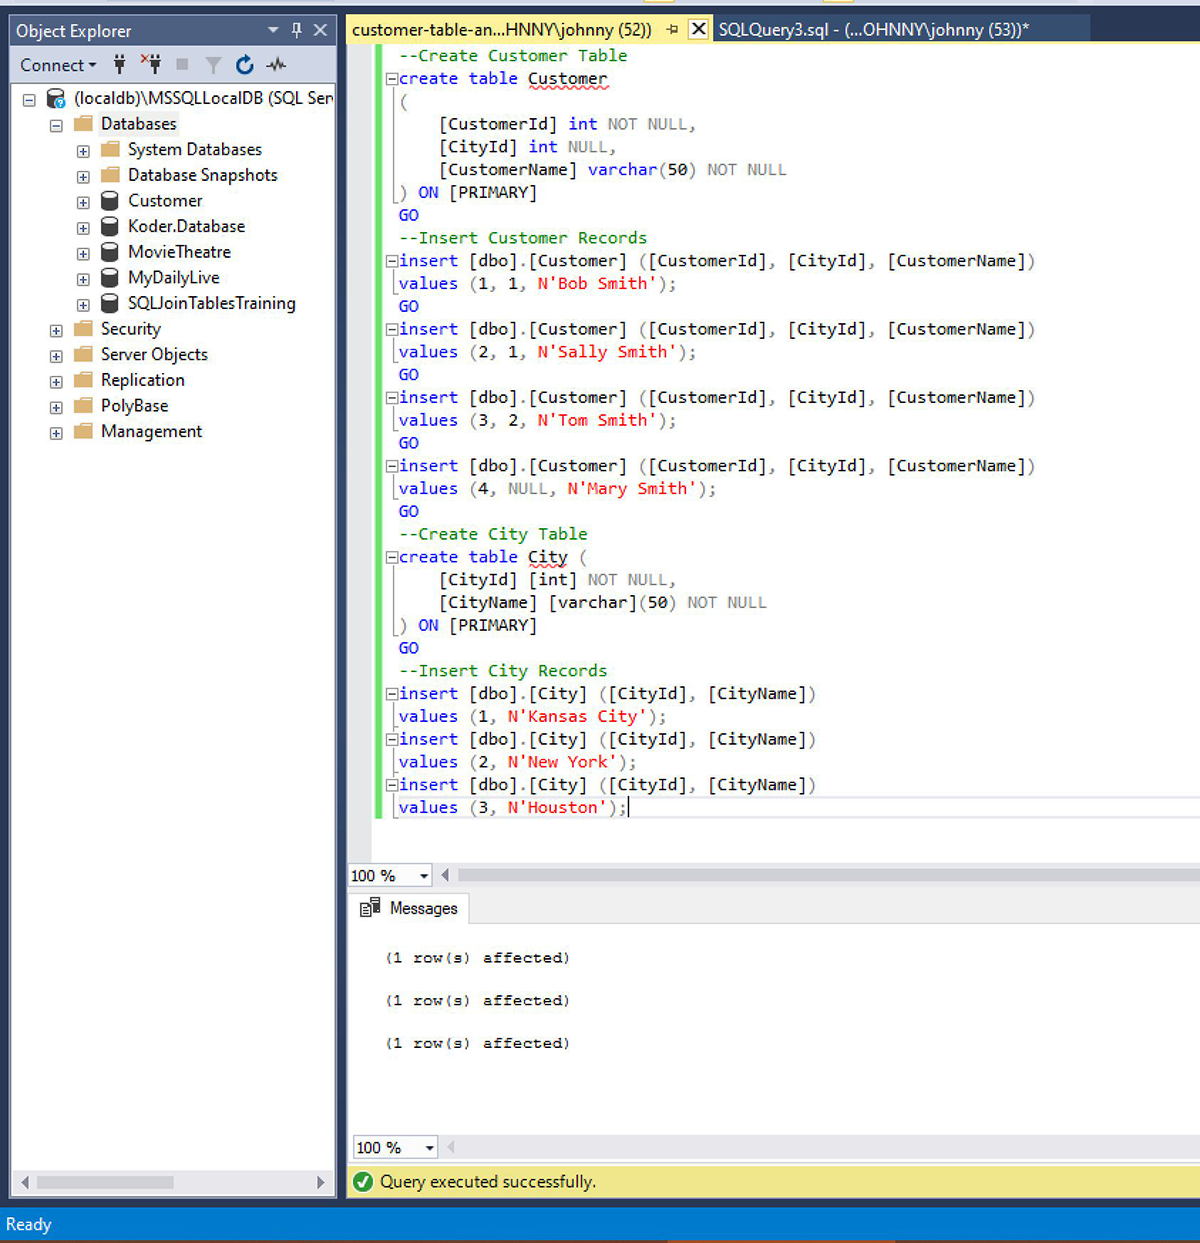 Object Explorer
Connect
(localdb)\MSSQLLocalDB (SQL Ser
Databases
System Databases
Database Snapshots
Customer
Koder.Database
MovieTheatre
MyDailyLive
SQLJoinTablesTraining
Security
Server Objects
Replication
PolyBase
Management
customer-table-an...HNNY\johnny (52))
SQLQuery3.sql - (...OHNNY\johnny (53))*
--Create Customer Table
create table Customer
(
[CustomerId] int NOT NULL,
[CityId] int NULL,
[CustomerName] varchar(50) NOT NULL
) ON [PRIMARY]
GO
--Insert Customer Records
insert [dbo].[Customer] ([CustomerId], [CityId], [CustomerName])
values (1, 1, N'Bob Smith');
GO
insert [dbo].[Customer] ([CustomerId], [CityId], [CustomerName])
values (2, 1, N'Sally Smith');
GO
insert [dbo].[Customer] ([CustomerId], [CityId], [CustomerName])
values (3, 2, N'Tom Smith');
GO
insert [dbo].[Customer] ([CustomerId], [CityId], [CustomerName])
values (4, NULL, N'Mary Smith');
GO
--Create City Table
create table City (
[CityId] [int] NOT NULL,
[CityName] [varchar](50) NOT NULL
) ON [PRIMARY]
GO
--Insert City Records
insert [dbo].[City] ([CityId], [CityName])
values (1, N'Kansas City');
insert [dbo].[City] ([CityId], [CityName])
values (2, N'New York');
insert [dbo].[City] ([CityId], [CityName])
values (3, N'Houston');
100 %
Messages
(1 row(s) affected)
(1 row(s) affected)
(1 row(s) affected)
100 %
Query executed successfully.
Ready